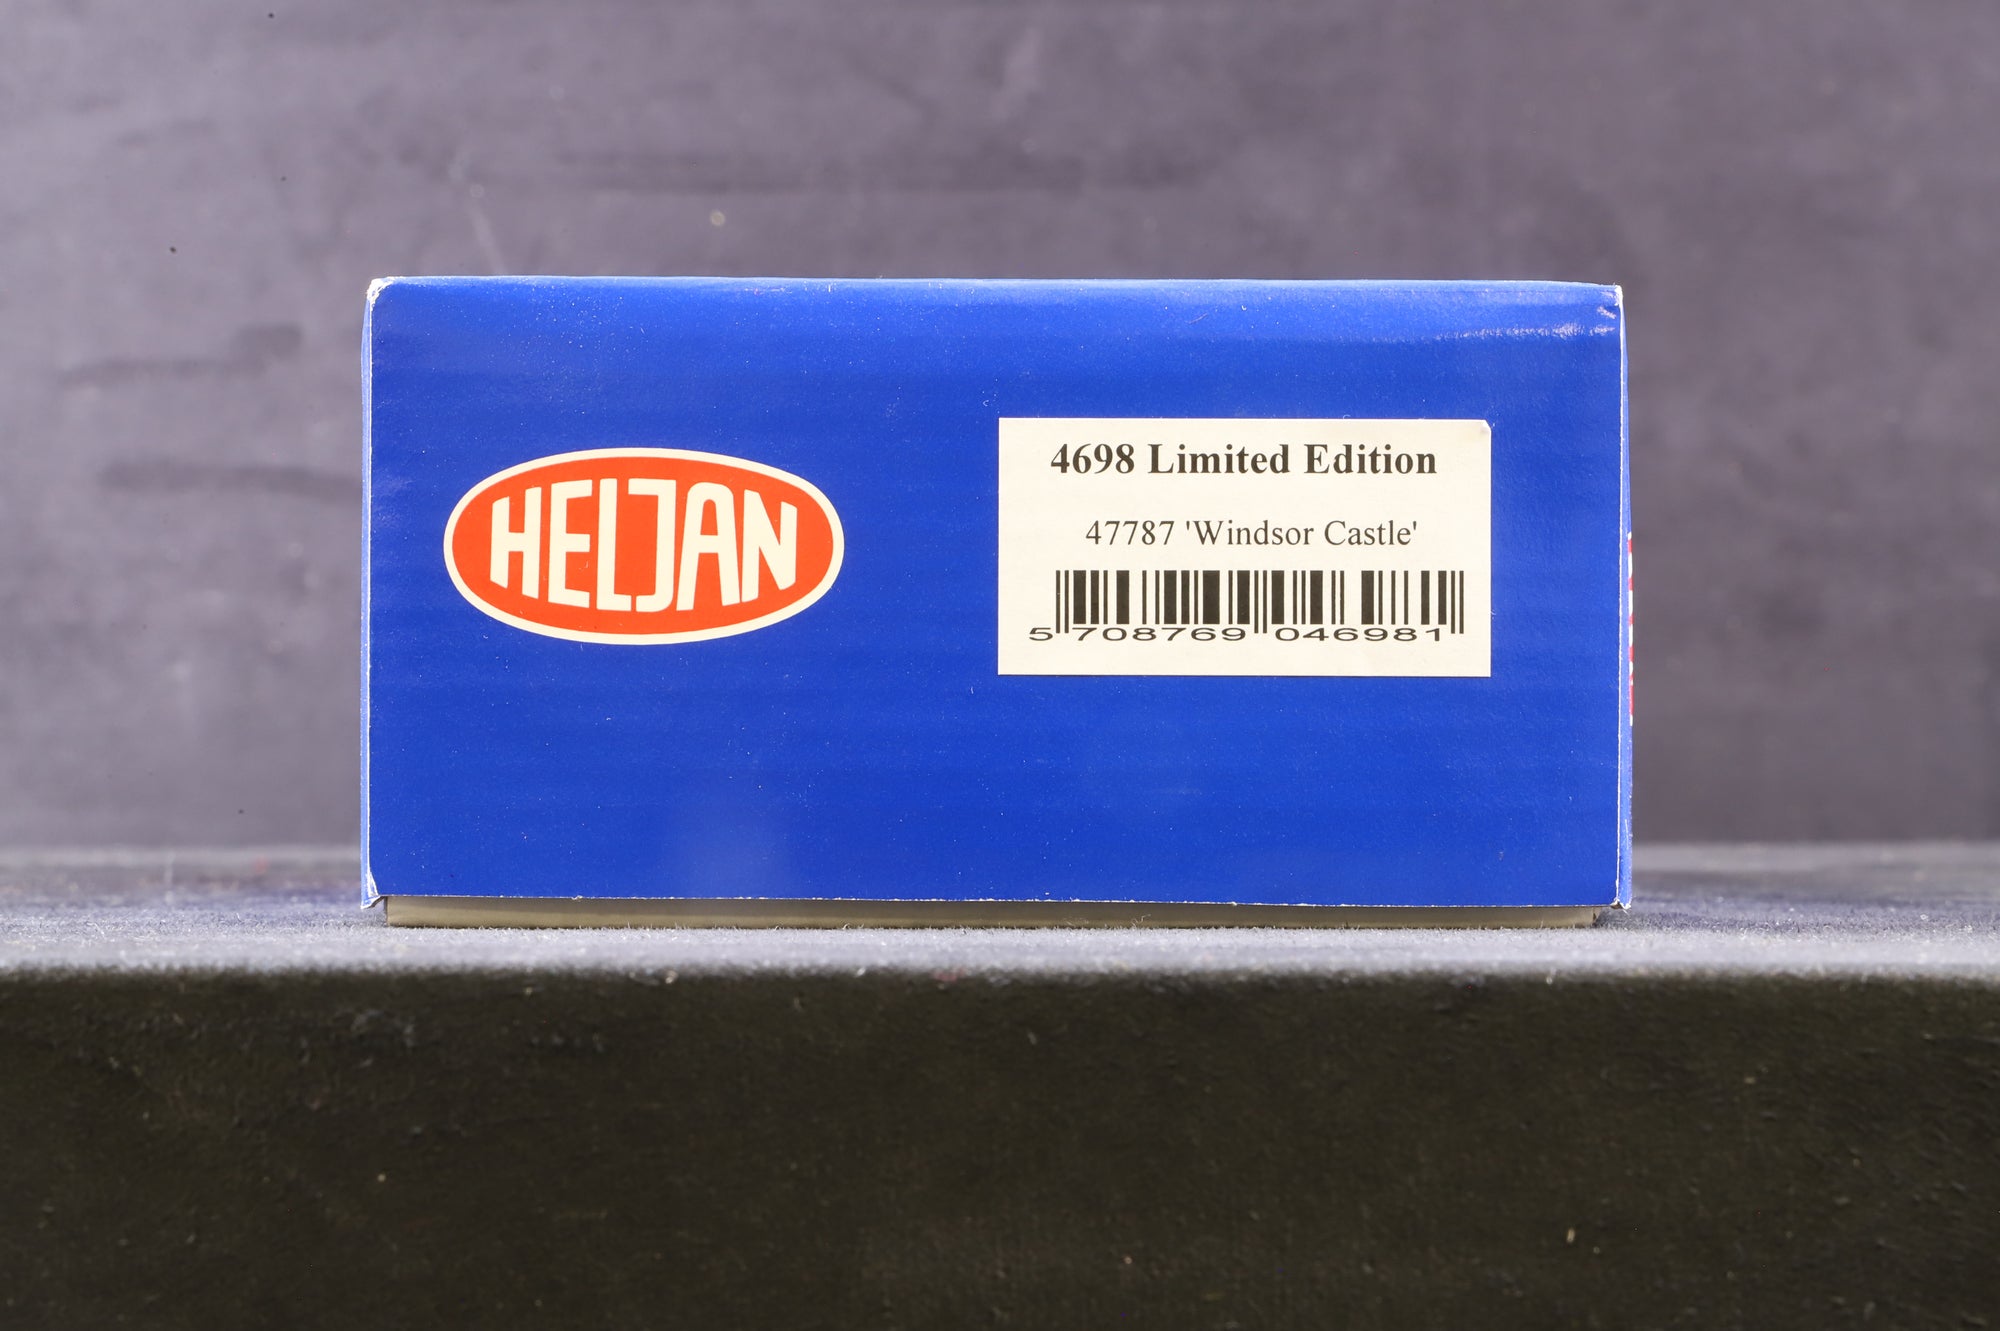 HELJAN
4698 Limited Edition
47787 'Windsor Castle'
5 708769 046981